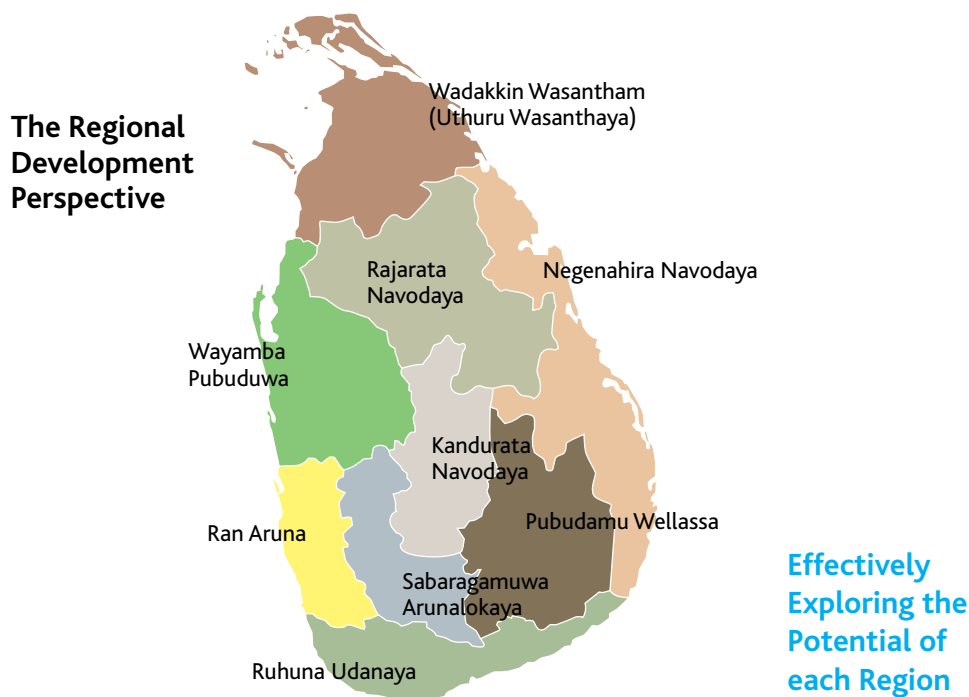 The Regional
Development
Perspective
Wadakkin Wasantham
(Uthuru Wasanthaya)
Rajarata
Navodaya
Negenahira Navodaya
Wayamba
Pubuduwa
Kandurata
Navodaya
Ran Aruna
Pubudamu Wellassa
Sabaragamuwa
Arunalokaya
Ruhuna Udanaya
Effectively
Exploring the
Potential of
each Region